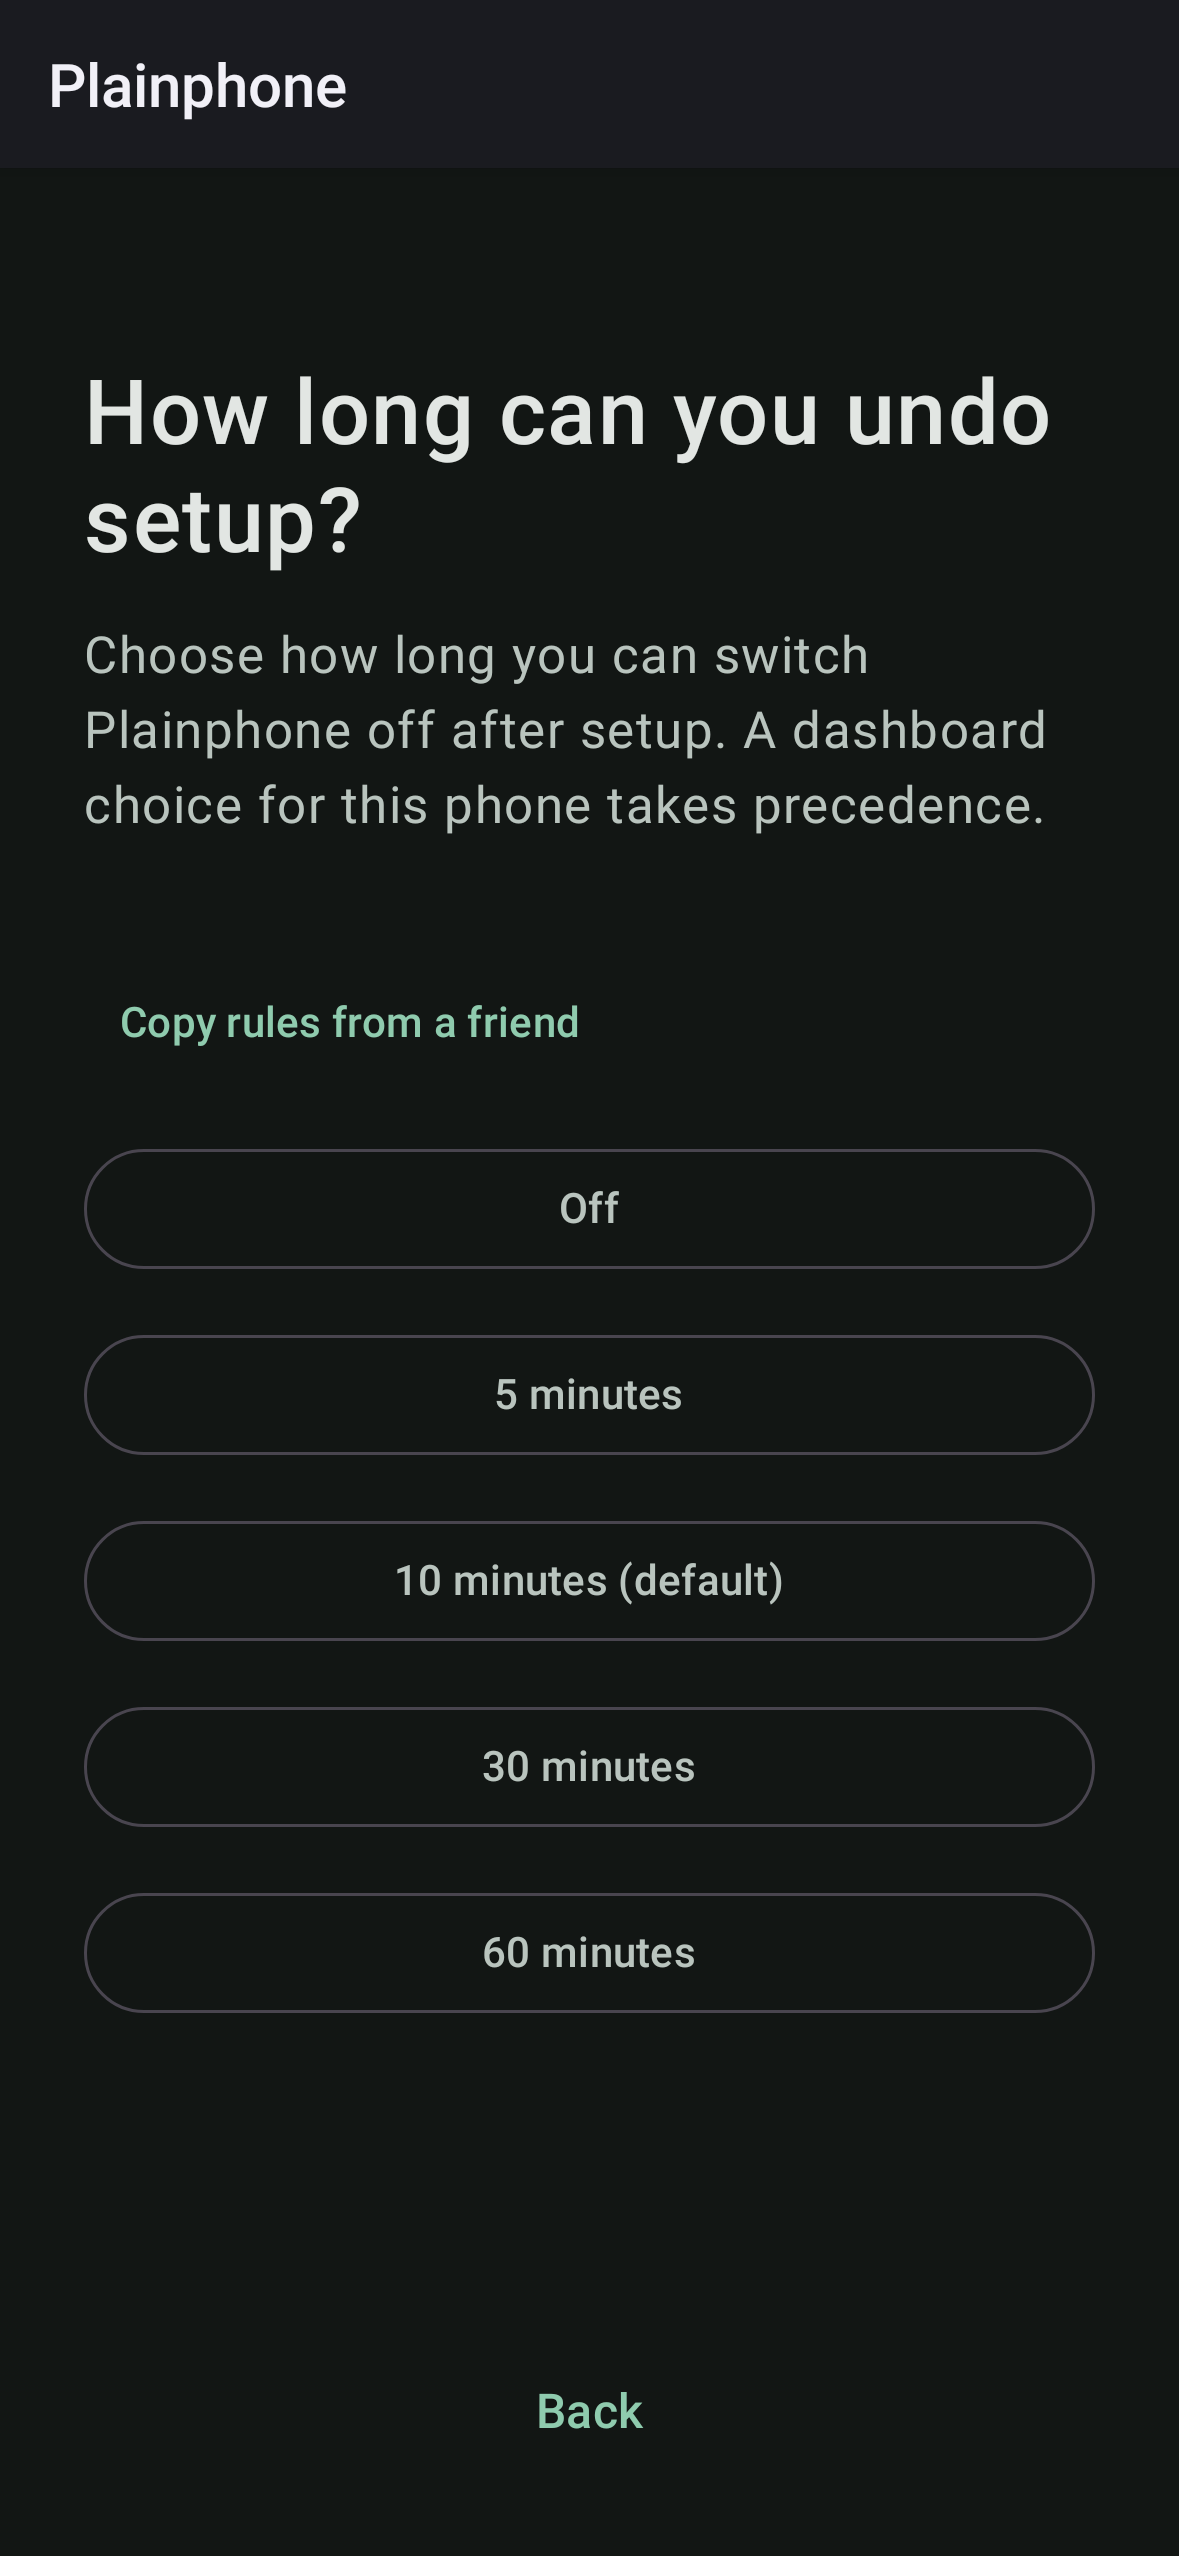 Plainphone
How long can you undo
setup?
Choose how long you can switch
Plainphone off after setup. A dashboard
choice for this phone takes precedence.
Copy rules from a friend
Off
5 minutes
10 minutes (default)
30 minutes
60 minutes
Back